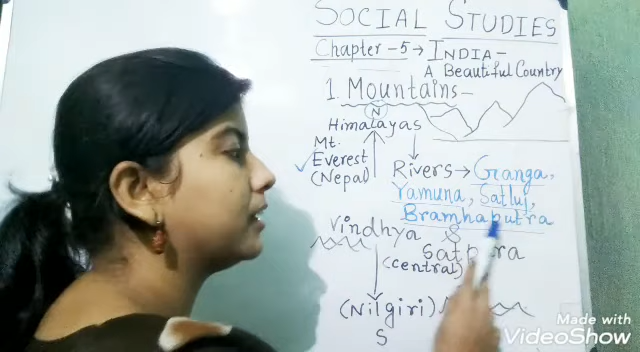 SOCIAL STUDIES
Chapter -5 → INDIA-
A Beautiful Country
1. Mountains -
N
Himalayas
Mt.
✓ Everest
(Nepal)
Rivers → Ganga,
Yamuna, Satluj,
Bramhaputra
Vindhya &
Satpura
(central)
(Nilgiri)
S
Made with
VideoShow